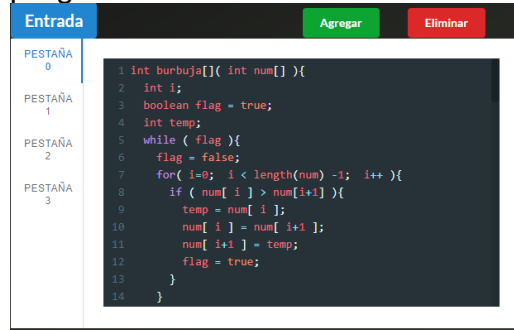 Entrada Agregar Eliminar
PESTAÑA
0
PESTAÑA
1
PESTAÑA
2
PESTAÑA
3
1 int burbuja[]( int num[] ){
2   int i;
3   boolean flag = true;
4   int temp;
5   while ( flag ){
6     flag = false;
7     for( i=0;  i < length(num) -1;  i++ ){
8       if ( num[ i ] > num[i+1] ){
9         temp = num[ i ];
10         num[ i ] = num[ i+1 ];
11         num[ i+1 ] = temp;
12         flag = true;
13       }
14     }